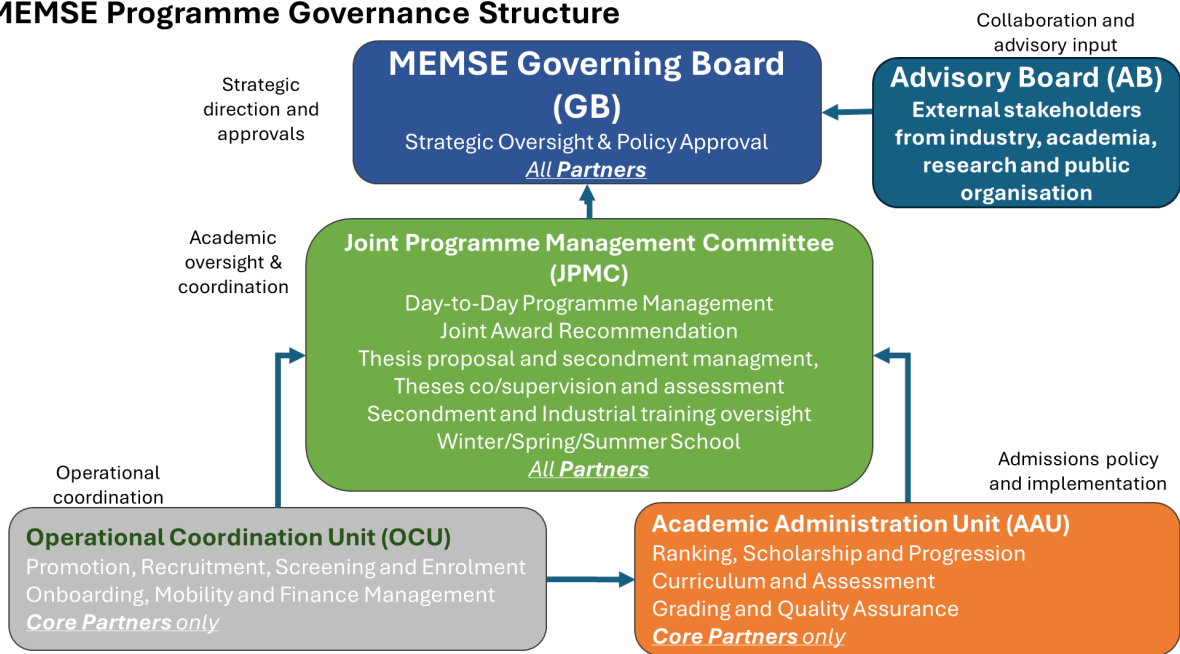 MEMSE Programme Governance Structure
Collaboration and
advisory input
Strategic
direction and
approvals
MEMSE Governing Board
(GB)
Strategic Oversight & Policy Approval
All Partners
Advisory Board (AB)
External stakeholders
from industry, academia,
research and public
organisation
Academic
oversight &
coordination
Joint Programme Management Committee
(JPMC)
Day-to-Day Programme Management
Joint Award Recommendation
Thesis proposal and secondment managment,
Theses co/supervision and assessment
Secondment and Industrial training oversight
Winter/Spring/Summer School
All Partners
Operational
coordination
Admissions policy
and implementation
Operational Coordination Unit (OCU)
Promotion, Recruitment, Screening and Enrolment
Onboarding, Mobility and Finance Management
Core Partners only
Academic Administration Unit (AAU)
Ranking, Scholarship and Progression
Curriculum and Assessment
Grading and Quality Assurance
Core Partners only